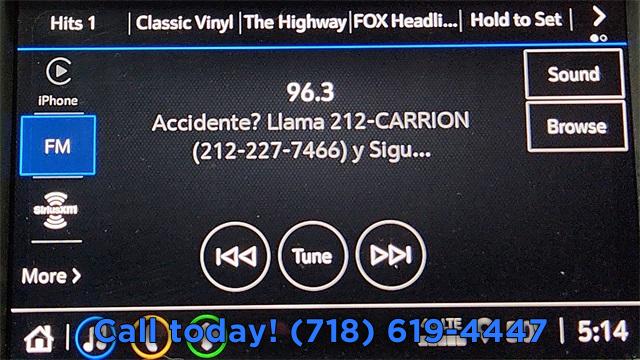 Hits 1 | Classic Vinyl | The Highway | FOX Headli... | Hold to Set |
iPhone
96.3
Sound
Accidente? Llama 212-CARRION
(212-227-7466) y Sigu...
FM
Browse
SiriusXM
Tune
More
Call today! (718) 619-4447
LTE
5:14